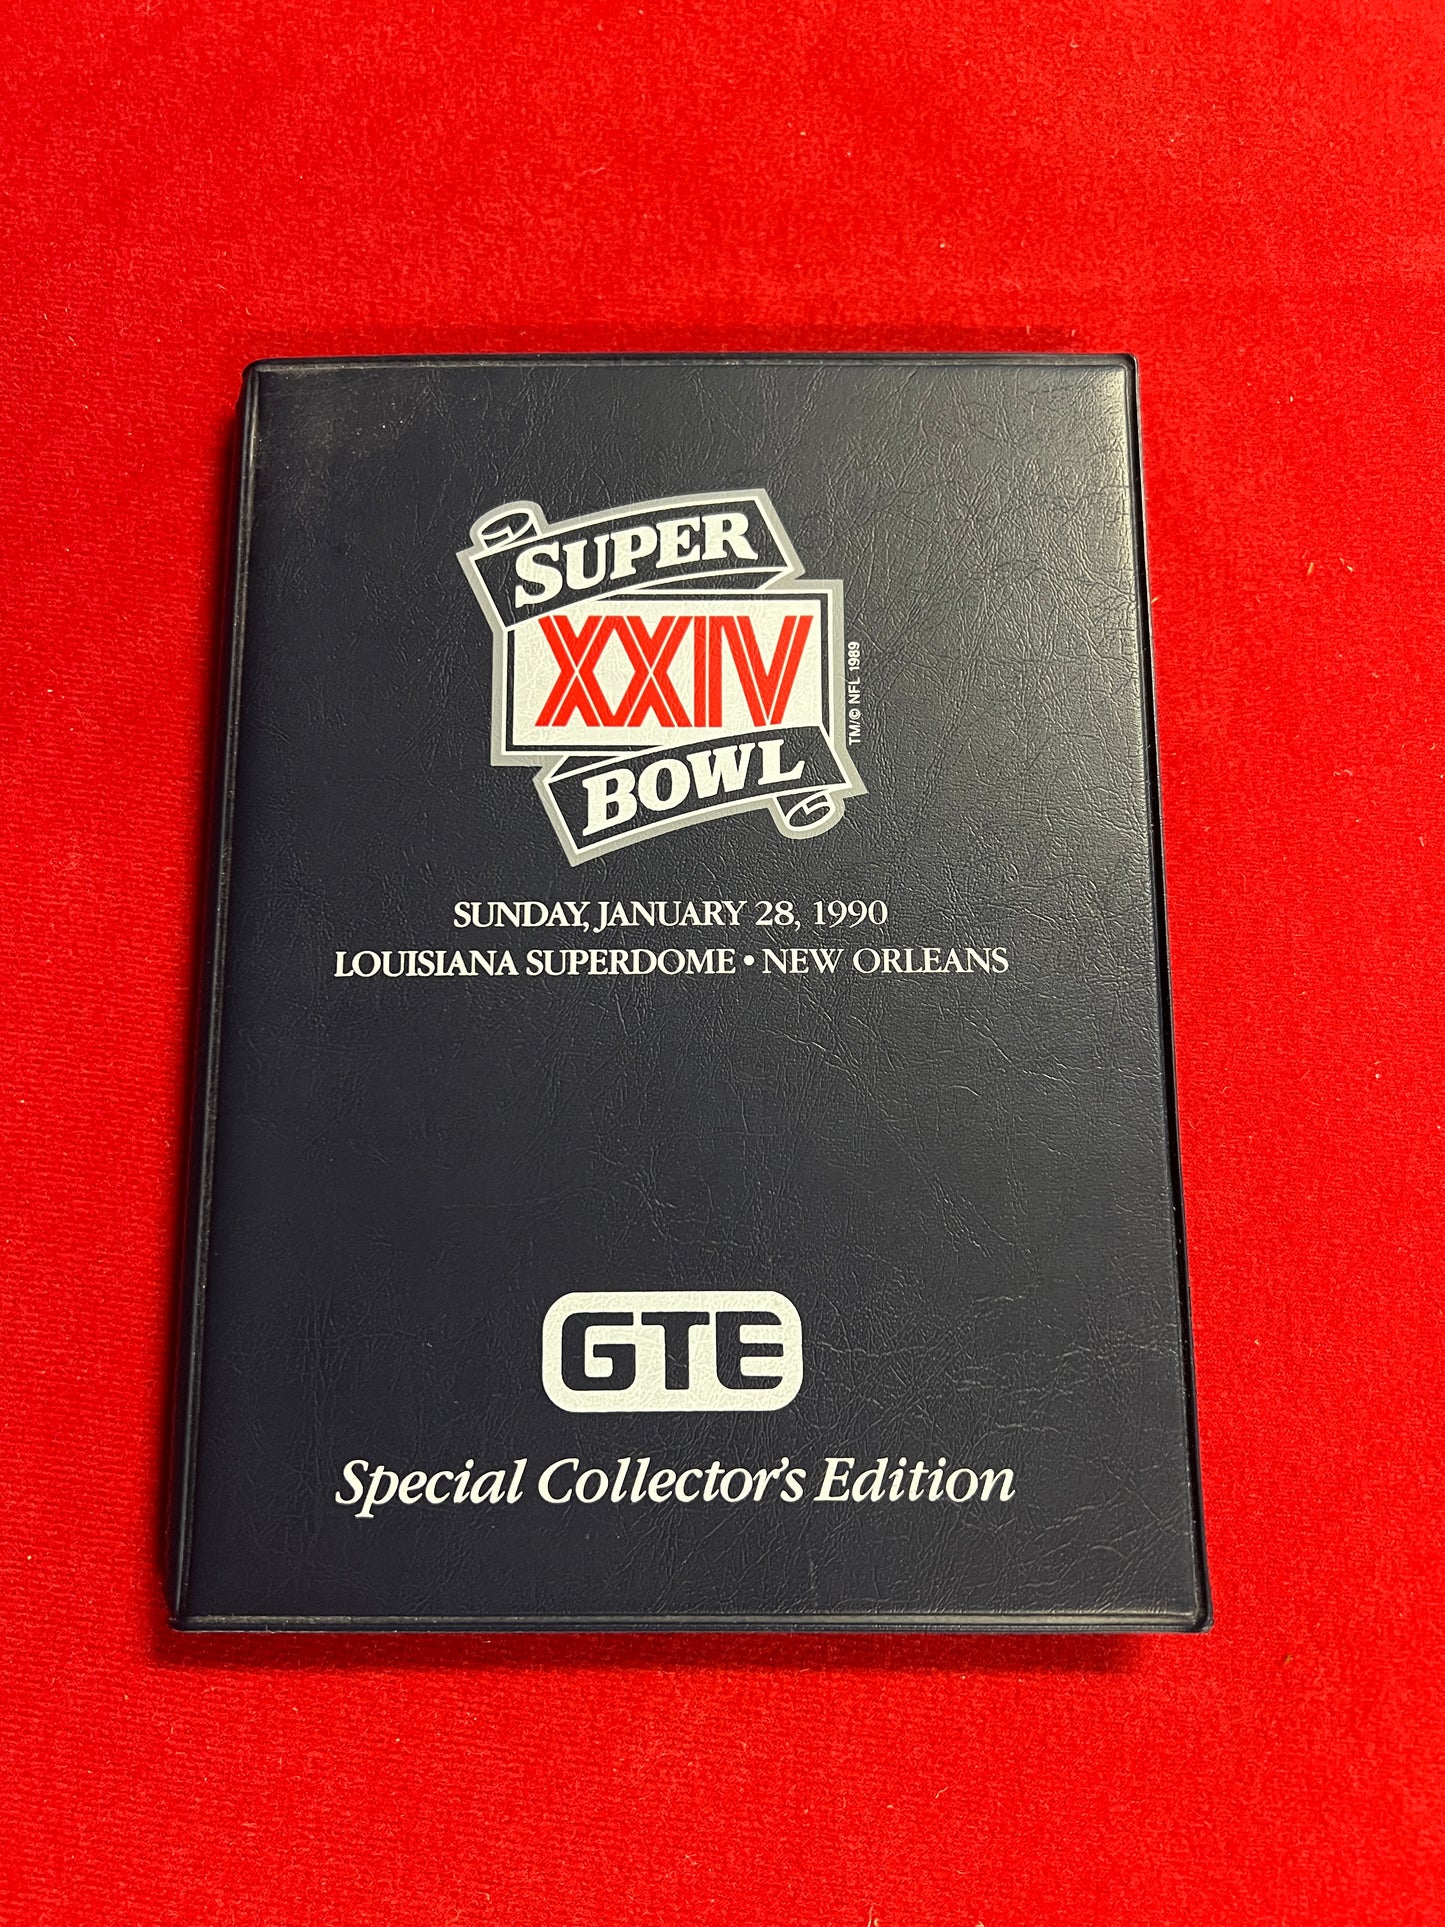 SUPER
XXIV
BOWL
TM/© NFL 1989
SUNDAY, JANUARY 28, 1990
LOUISIANA SUPERDOME • NEW ORLEANS
GTE
Special Collector's Edition